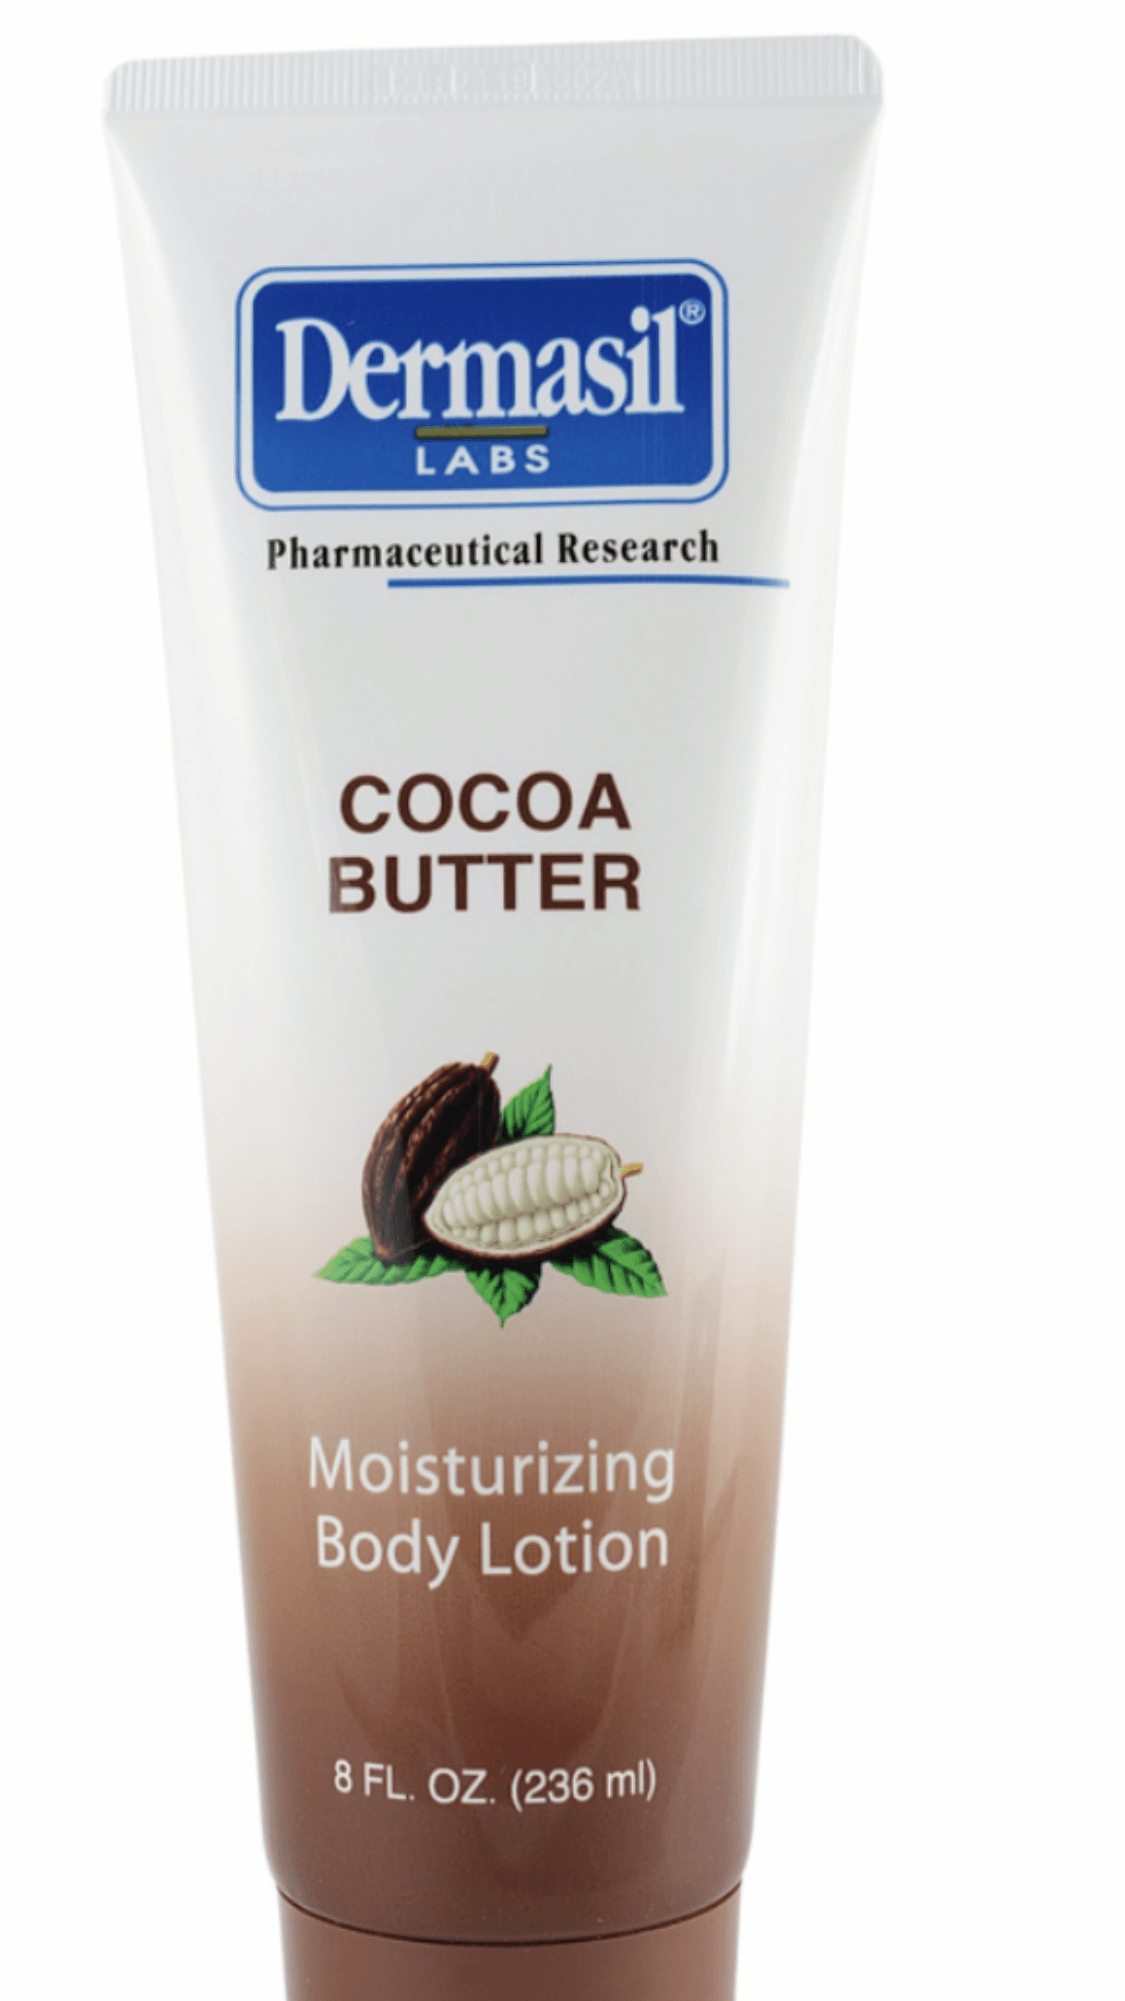 Dermasil®
LABS
Pharmaceutical Research
COCOA
BUTTER
Moisturizing
Body Lotion
8 FL. OZ. (236 ml)